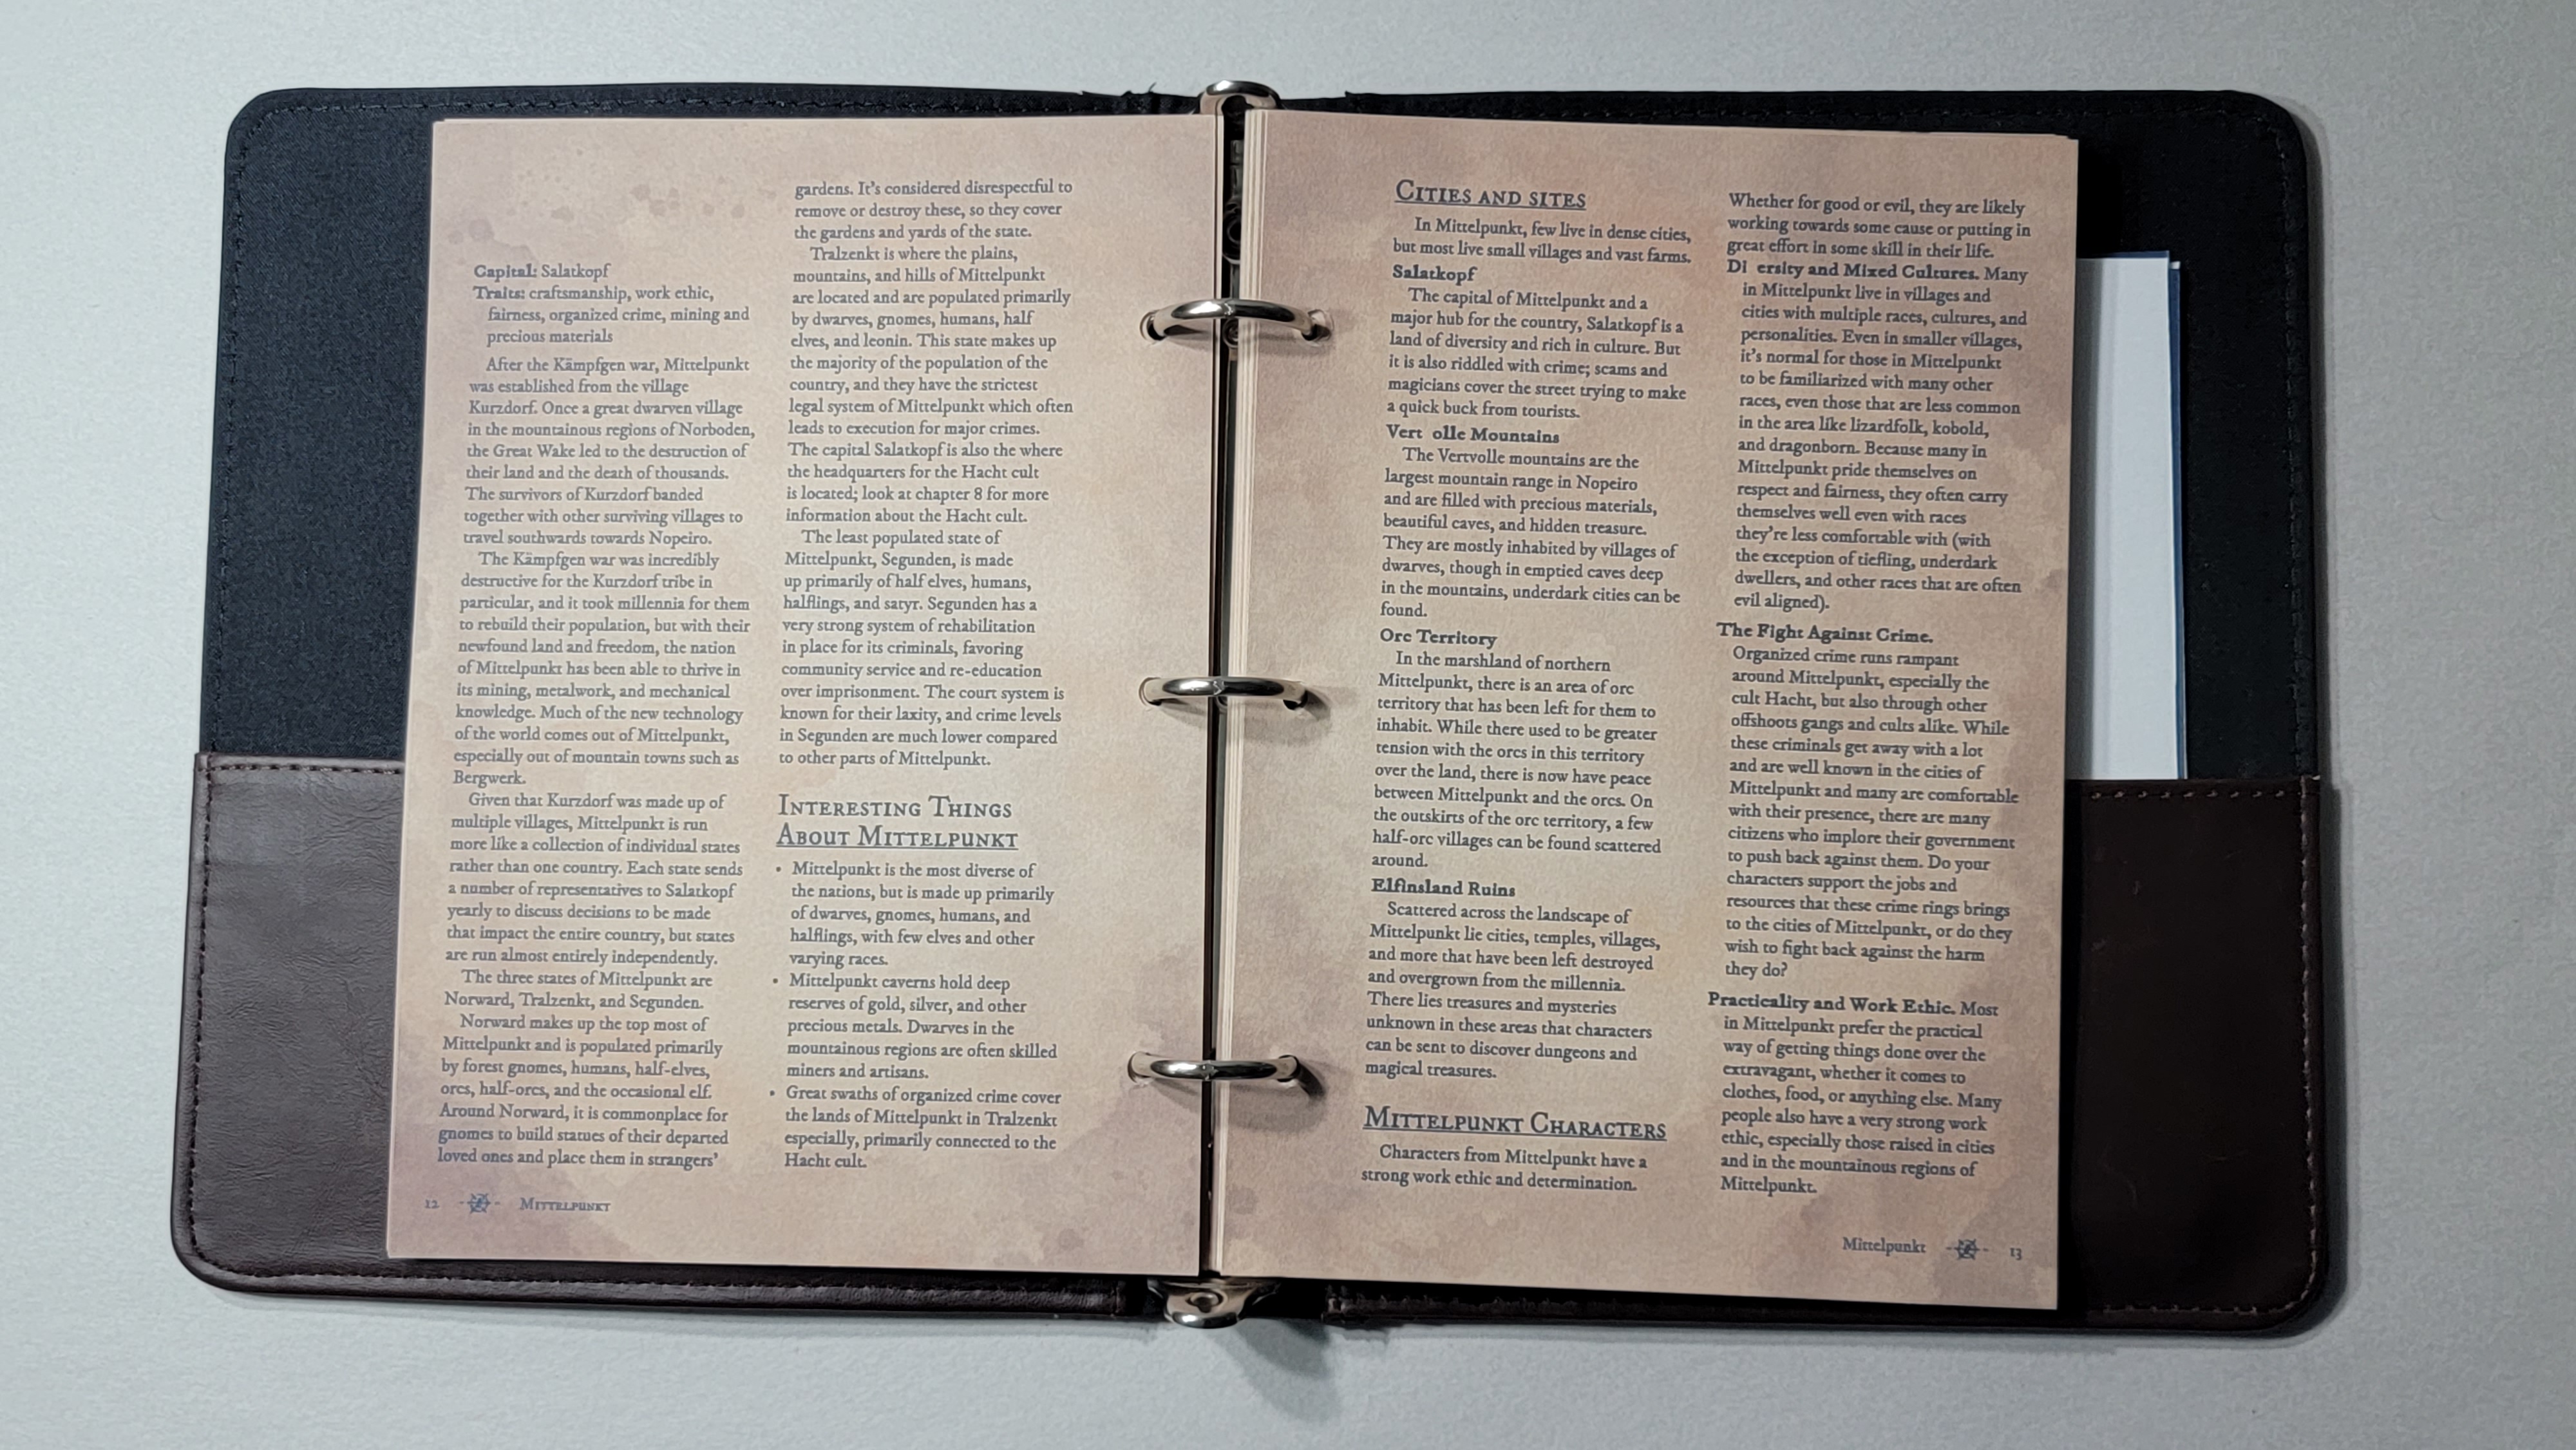 Capital: Salatkopf
Traits: craftsmanship, work ethic,
fairness, organized crime, mining and
precious materials
After the Kämpfgen war, Mittelpunkt
was established from the village
Kurzdorf. Once a great dwarven village
in the mountainous regions of Norboden,
the Great Wake led to the destruction of
their land and the death of thousands.
The survivors of Kurzdorf banded
together with other surviving villages to
travel southwards towards Nopeiro.
The Kämpfgen war was incredibly
destructive for the Kurzdorf tribe in
particular, and it took millennia for them
to rebuild their population, but with their
newfound land and freedom, the nation
of Mittelpunkt has been able to thrive in
its mining, metalwork, and mechanical
knowledge. Much of the new technology
of the world comes out of Mittelpunkt,
especially out of mountain towns such as
Bergwerk.
Given that Kurzdorf was made up of
multiple villages, Mittelpunkt is run
more like a collection of individual states
rather than one country. Each state sends
a number of representatives to Salatkopf
yearly to discuss decisions to be made
that impact the entire country, but states
are run almost entirely independently.
The three states of Mittelpunkt are
Norward, Tralzenkt, and Segunden.
Norward makes up the top most of
Mittelpunkt and is populated primarily
by forest gnomes, humans, half-elves,
orcs, half-orcs, and the occasional elf.
Around Norward, it is commonplace for
gnomes to build statues of their departed
loved ones and place them in strangers'
gardens. It's considered disrespectful to
remove or destroy these, so they cover
the gardens and yards of the state.
Tralzenkt is where the plains,
mountains, and hills of Mittelpunkt
are located and are populated primarily
by dwarves, gnomes, humans, half
elves, and leonin. This state makes up
the majority of the population of the
country, and they have the strictest
legal system of Mittelpunkt which often
leads to execution for major crimes.
The capital Salatkopf is also the where
the headquarters for the Hacht cult
is located; look at chapter 8 for more
information about the Hacht cult.
The least populated state of
Mittelpunkt, Segunden, is made
up primarily of half elves, humans,
halflings, and satyr. Segunden has a
very strong system of rehabilitation
in place for its criminals, favoring
community service and re-education
over imprisonment. The court system is
known for their laxity, and crime levels
in Segunden are much lower compared
to other parts of Mittelpunkt.
INTERESTING THINGS
ABOUT MITTELPUNKT
• Mittelpunkt is the most diverse of
the nations, but is made up primarily
of dwarves, gnomes, humans, and
halflings, with few elves and other
varying races.
• Mittelpunkt caverns hold deep
reserves of gold, silver, and other
precious metals. Dwarves in the
mountainous regions are often skilled
miners and artisans.
• Great swaths of organized crime cover
the lands of Mittelpunkt in Tralzenkt
especially, primarily connected to the
Hacht cult.
12 MITTELPUNKT
CITIES AND SITES
In Mittelpunkt, few live in dense cities,
but most live small villages and vast farms.
Salatkopf
The capital of Mittelpunkt and a
major hub for the country, Salatkopf is a
land of diversity and rich in culture. But
it is also riddled with crime; scams and
magicians cover the street trying to make
a quick buck from tourists.
Vert olle Mountains
The Vervolle mountains are the
largest mountain range in Nopeiro
and are filled with precious materials,
beautiful caves, and hidden treasure.
They are mostly inhabited by villages of
dwarves, though in emptied caves deep
in the mountains, underdark cities can be
found.
Orc Territory
In the marshland of northern
Mittelpunkt, there is an area of orc
territory that has been left for them to
inhabit. While there used to be greater
tension with the orcs in this territory
over the land, there is now have peace
between Mittelpunkt and the orcs. On
the outskirts of the orc territory, a few
half-orc villages can be found scattered
around.
Elfinsland Ruins
Scattered across the landscape of
Mittelpunkt lie cities, temples, villages,
and more that have been left destroyed
and overgrown from the millennia.
There lies treasures and mysteries
unknown in these areas that characters
can be sent to discover dungeons and
magical treasures.
MITTELPUNKT CHARACTERS
Characters from Mittelpunkt have a
strong work ethic and determination.
Whether for good or evil, they are likely
working towards some cause or putting in
great effort in some skill in their life.
Di ersity and Mixed Cultures. Many
in Mittelpunkt live in villages and
cities with multiple races, cultures, and
personalities. Even in smaller villages,
it's normal for those in Mittelpunkt
to be familiarized with many other
races, even those that are less common
in the area like lizardfolk, kobold,
and dragonborn. Because many in
Mittelpunkt pride themselves on
respect and fairness, they often carry
themselves well even with races
they're less comfortable with (with
the exception of tiefling, underdark
dwellers, and other races that are often
evil aligned).
The Fight Against Crime.
Organized crime runs rampant
around Mittelpunkt, especially the
cult Hacht, but also through other
offshoots gangs and cults alike. While
these criminals get away with a lot
and are well known in the cities of
Mittelpunkt and many are comfortable
with their presence, there are many
citizens who implore their government
to push back against them. Do your
characters support the jobs and
resources that these crime rings brings
to the cities of Mittelpunkt, or do they
wish to fight back against the harm
they do?
Practicality and Work Ethic. Most
in Mittelpunkt prefer the practical
way of getting things done over the
extravagant, whether it comes to
clothes, food, or anything else. Many
people also have a very strong work
ethic, especially those raised in cities
and in the mountainous regions of
Mittelpunkt.
Mittelpunkt 13